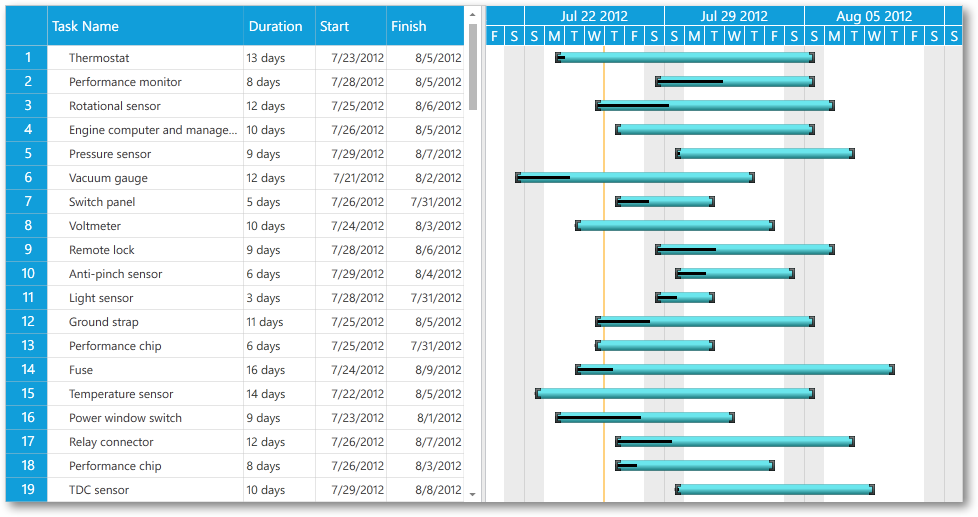 Task Name Duration Start Finish
Jul 22 2012 Jul 29 2012 Aug 05 2012
F S S M T W T F S S M T W T F S S M T W T F S S
1 Thermostat 13 days 7/23/2012 8/5/2012
2 Performance monitor 8 days 7/28/2012 8/5/2012
3 Rotational sensor 12 days 7/25/2012 8/6/2012
4 Engine computer and manage... 10 days 7/26/2012 8/5/2012
5 Pressure sensor 9 days 7/29/2012 8/7/2012
6 Vacuum gauge 12 days 7/21/2012 8/2/2012
7 Switch panel 5 days 7/26/2012 7/31/2012
8 Voltmeter 10 days 7/24/2012 8/3/2012
9 Remote lock 9 days 7/28/2012 8/6/2012
10 Anti-pinch sensor 6 days 7/29/2012 8/4/2012
11 Light sensor 3 days 7/28/2012 7/31/2012
12 Ground strap 11 days 7/25/2012 8/5/2012
13 Performance chip 6 days 7/25/2012 7/31/2012
14 Fuse 16 days 7/24/2012 8/9/2012
15 Temperature sensor 14 days 7/22/2012 8/5/2012
16 Power window switch 9 days 7/23/2012 8/1/2012
17 Relay connector 12 days 7/26/2012 8/7/2012
18 Performance chip 8 days 7/26/2012 8/3/2012
19 TDC sensor 10 days 7/29/2012 8/8/2012